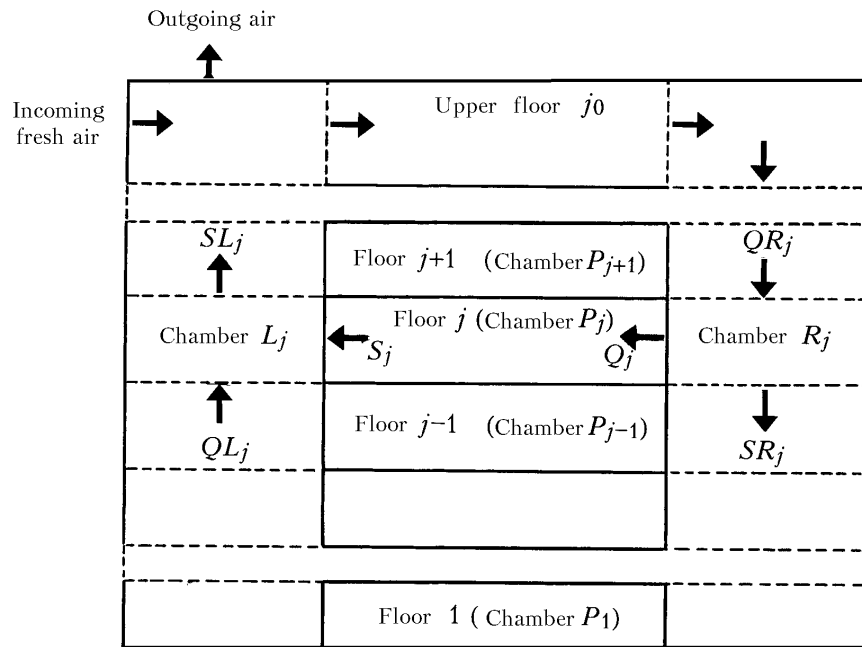 Outgoing air
Incoming fresh air
Upper floor j0
SLj
Floor j+1 (Chamber Pj+1)
QRj
Chamber Lj
Floor j (Chamber Pj)
Sj
Qj
Chamber Rj
QLj
Floor j−1 (Chamber Pj−1)
SRj
Floor 1 (Chamber P1)